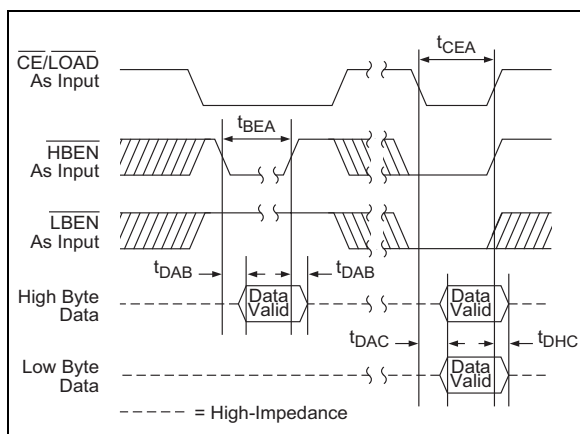 CE/LOAD
As Input
tCEA
tBEA
HBEN
As Input
LBEN
As Input
tDAB
tDAB
High Byte
Data
Data
Valid
Data
Valid
tDAC
tDHC
Low Byte
Data
Data
Valid
= High-Impedance